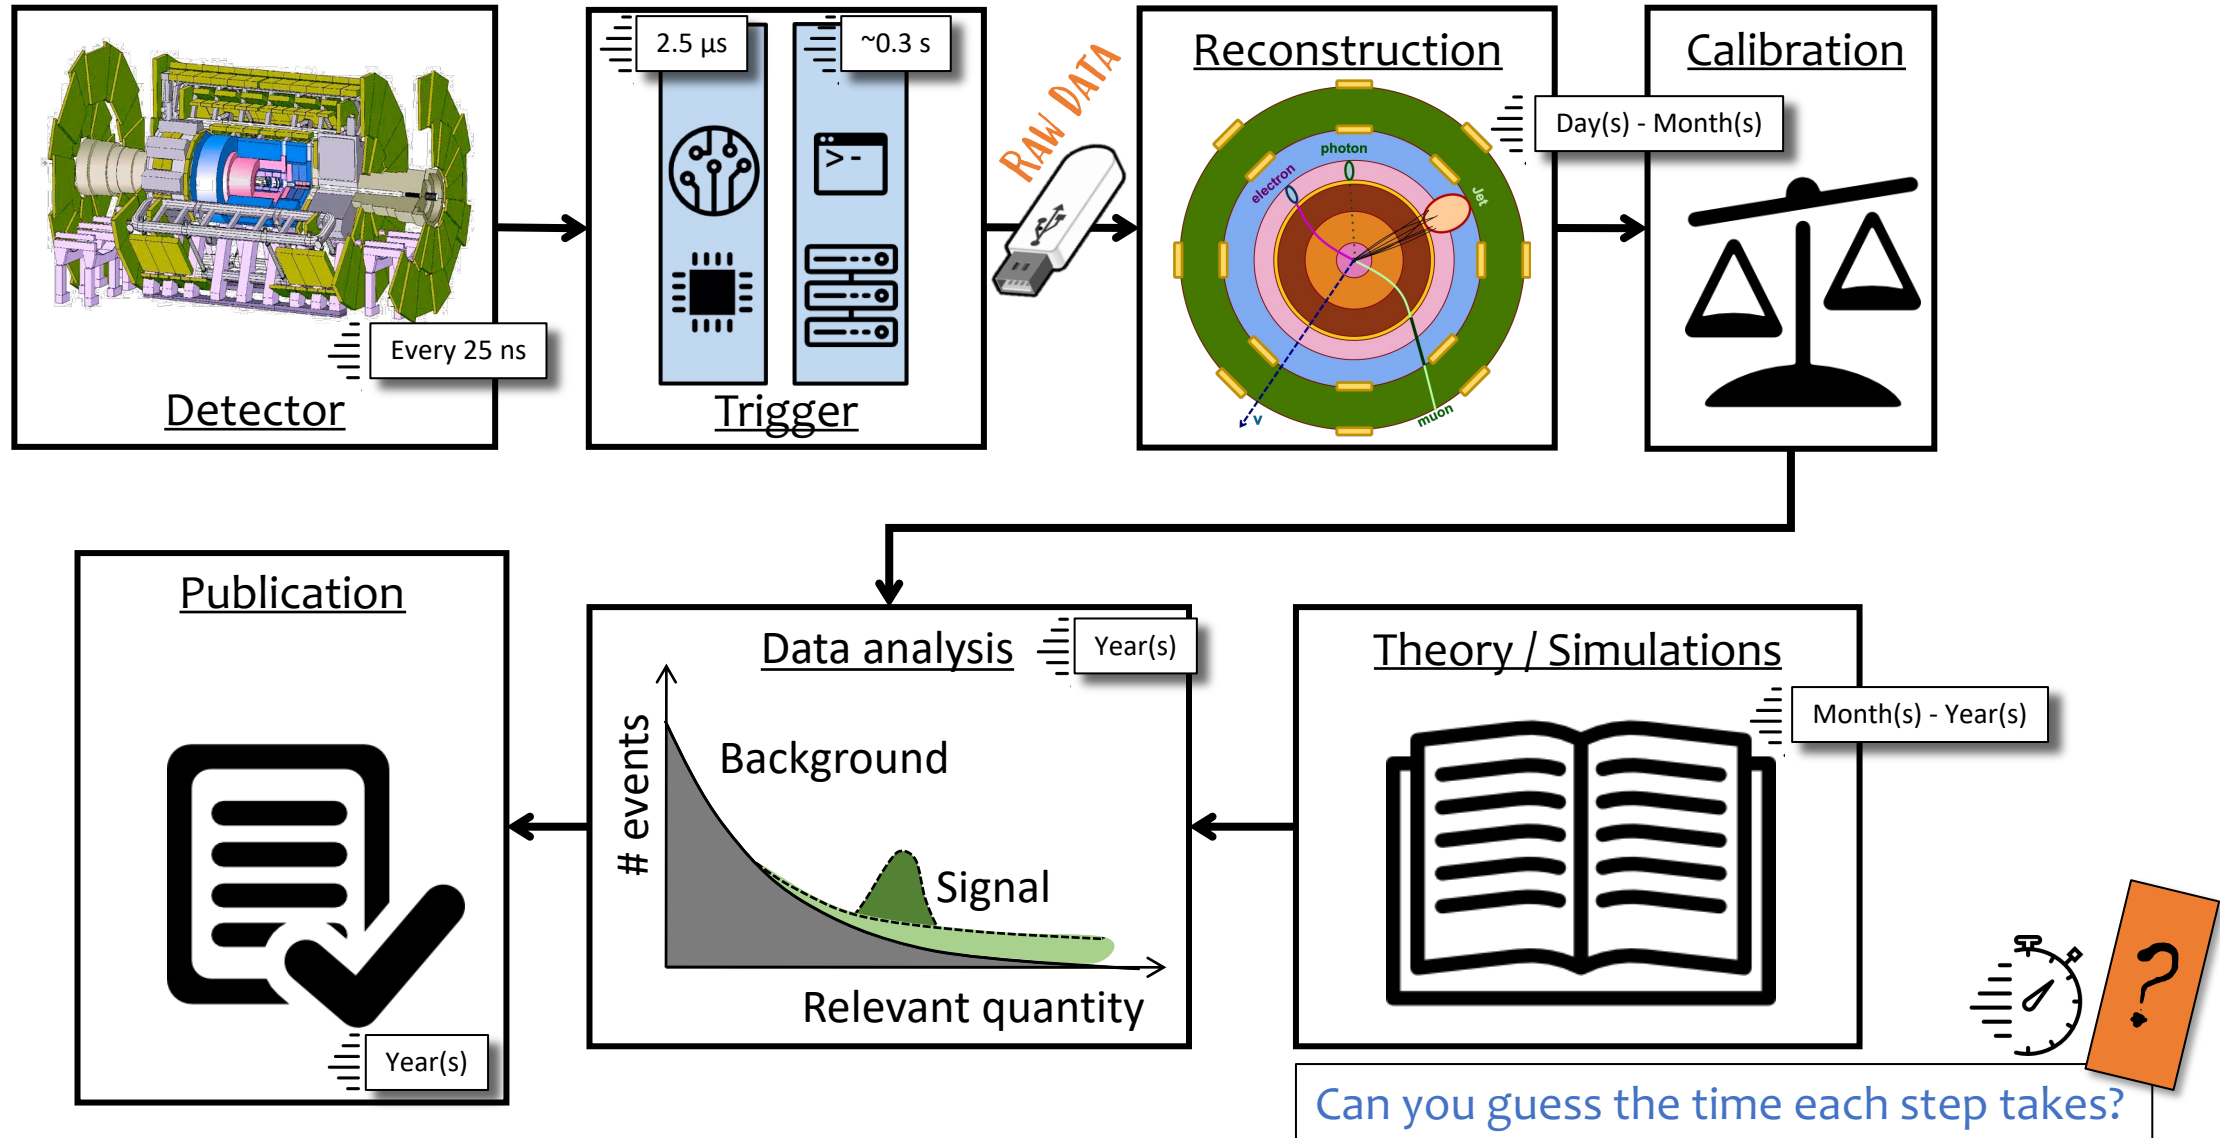 2.5 µs
~0.3 s
Every 25 ns
Detector
Trigger
RAW DATA
Reconstruction
Day(s) - Month(s)
photon
electron
Jet
ν
muon
Calibration
Publication
Year(s)
Data analysis
Year(s)
# events
Background
Signal
Relevant quantity
Theory / Simulations
Month(s) - Year(s)
?
Can you guess the time each step takes?